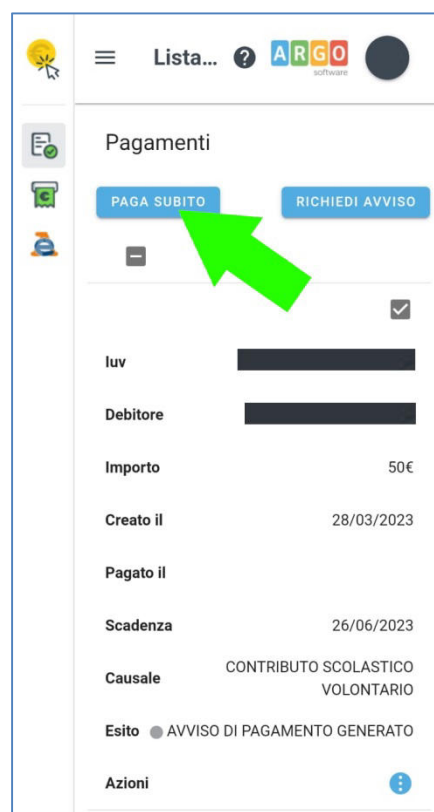 Lista... ? ARGO
software
Pagamenti
PAGA SUBITO RICHIEDI AVVISO
Iuv
Debitore
Importo 50€
Creato il 28/03/2023
Pagato il
Scadenza 26/06/2023
Causale CONTRIBUTO SCOLASTICO
VOLONTARIO
Esito AVVISO DI PAGAMENTO GENERATO
Azioni